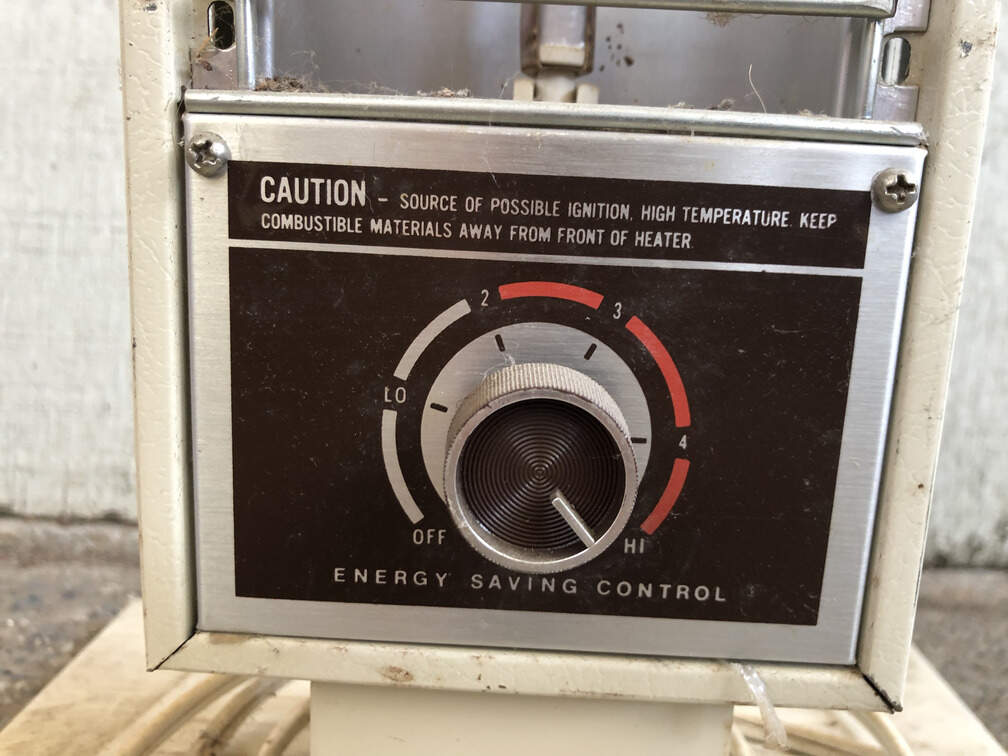 CAUTION - SOURCE OF POSSIBLE IGNITION, HIGH TEMPERATURE. KEEP
COMBUSTIBLE MATERIALS AWAY FROM FRONT OF HEATER.
2
3
LO
4
OFF
HI
ENERGY SAVING CONTROL